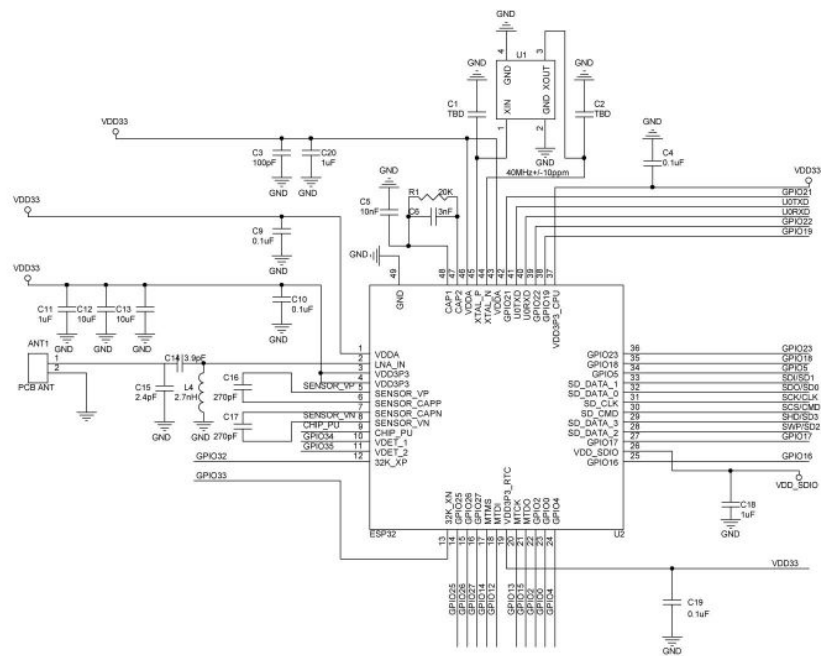 GND
4
3
U1
GND
XOUT
GND
GND
C1
TBD
XIN
GND
C2
TBD
1
2
GND
GND
VDD33
C3
100pF
C20
1uF
C4
0.1uF
VDD33
GND
GND
GND
40MHz+/-10ppm
R1
20K
C5
10nF
C6
3nF
GPIO21
U0TXD
U0RXD
GPIO22
GPIO19
VDD33
C9
0.1uF
GND
GND
49
48
47
46
45
44
43
42
41
40
39
38
37
VDD33
GND
CAP1
CAP2
VDDA
XTAL_P
XTAL_N
VDDA
GPIO21
U0TXD
U0RXD
GPIO22
GPIO19
VDD3P3_CPU
C11
1uF
C12
10uF
C13
10uF
C10
0.1uF
GND
GND
GND
GND
ANT1
1
2
PCB ANT
C14
3.9pF
C15
2.4pF
L4
2.7nH
GND
GND
C16
270pF
SENSOR_VP
C17
270pF
SENSOR_VN
CHIP_PU
GPIO34
GPIO35
GPIO32
GPIO33
1 VDDA
2 LNA_IN
3 VDD3P3
4 VDD3P3
5 SENSOR_VP
6 SENSOR_CAPP
7 SENSOR_CAPN
8 SENSOR_VN
9 CHIP_PU
10 VDET_1
11 VDET_2
12 32K_XP
GPIO23 36 GPIO23
GPIO18 35 GPIO18
GPIO5 34 GPIO5
SD_DATA_1 33 SDI/SD1
SD_DATA_0 32 SDO/SD0
SD_CLK 31 SCK/CLK
SD_CMD 30 SCS/CMD
SD_DATA_3 29 SHD/SD3
SD_DATA_2 28 SWP/SD2
GPIO17 27 GPIO17
VDD_SDIO 26
GPIO16 25 GPIO16
VDD_SDIO
C18
1uF
GND
32K_XN
GPIO25
GPIO26
GPIO27
MTMS
MTDI
VDD3P3_RTC
MTCK
MTDO
GPIO2
GPIO0
GPIO4
ESP32
U2
13
14
15
16
17
18
19
20
21
22
23
24
VDD33
GPIO25
GPIO26
GPIO27
GPIO14
GPIO12
GPIO13
GPIO15
GPIO2
GPIO0
GPIO4
C19
0.1uF
GND